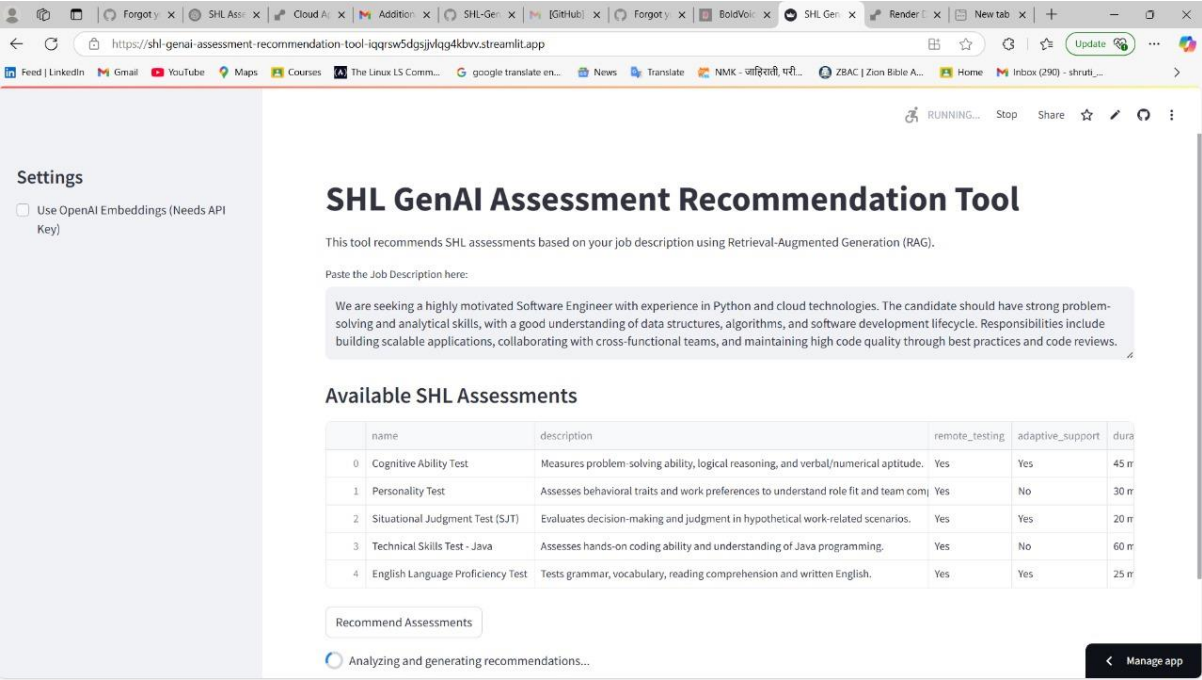 Forgot y
SHL Asse
Cloud A
Addition
SHL-Gen
[GitHub]
Forgot y
BoldVoic
SHL Gen
Render
New tab
https://shl-genai-assessment-recommendation-tool-iqqrsw5dgsjjvlqg4kbvv.streamlit.app
Update
Feed | LinkedIn
Gmail
YouTube
Maps
Courses
The Linux LS Comm...
google translate en...
News
Translate
NMK - जाहिराती, परी...
ZBAC | Zion Bible A...
Home
Inbox (290) - shruti_...
RUNNING...
Stop
Share
Settings
Use OpenAI Embeddings (Needs API
Key)
SHL GenAI Assessment Recommendation Tool
This tool recommends SHL assessments based on your job description using Retrieval-Augmented Generation (RAG).
Paste the Job Description here:
We are seeking a highly motivated Software Engineer with experience in Python and cloud technologies. The candidate should have strong problem-
solving and analytical skills, with a good understanding of data structures, algorithms, and software development lifecycle. Responsibilities include
building scalable applications, collaborating with cross-functional teams, and maintaining high code quality through best practices and code reviews.
Available SHL Assessments
name description remote_testing adaptive_support dura
0 Cognitive Ability Test Measures problem-solving ability, logical reasoning, and verbal/numerical aptitude. Yes Yes 45 m
1 Personality Test Assesses behavioral traits and work preferences to understand role fit and team com Yes No 30 m
2 Situational Judgment Test (SJT) Evaluates decision-making and judgment in hypothetical work-related scenarios. Yes Yes 20 m
3 Technical Skills Test - Java Assesses hands-on coding ability and understanding of Java programming. Yes No 60 m
4 English Language Proficiency Test Tests grammar, vocabulary, reading comprehension and written English. Yes Yes 25 m
Recommend Assessments
Analyzing and generating recommendations...
Manage app